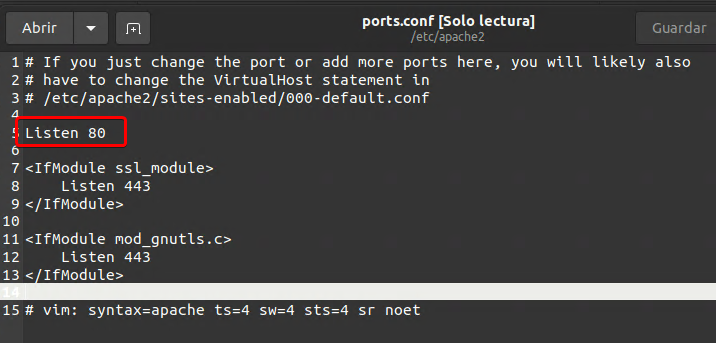 Abrir
ports.conf [Solo lectura]
/etc/apache2
Guardar
1 # If you just change the port or add more ports here, you will likely also
2 # have to change the VirtualHost statement in
3 # /etc/apache2/sites-enabled/000-default.conf
4
5 Listen 80
6
7 <IfModule ssl_module>
8     Listen 443
9 </IfModule>
10
11 <IfModule mod_gnutls.c>
12     Listen 443
13 </IfModule>
14
15 # vim: syntax=apache ts=4 sw=4 sts=4 sr noet